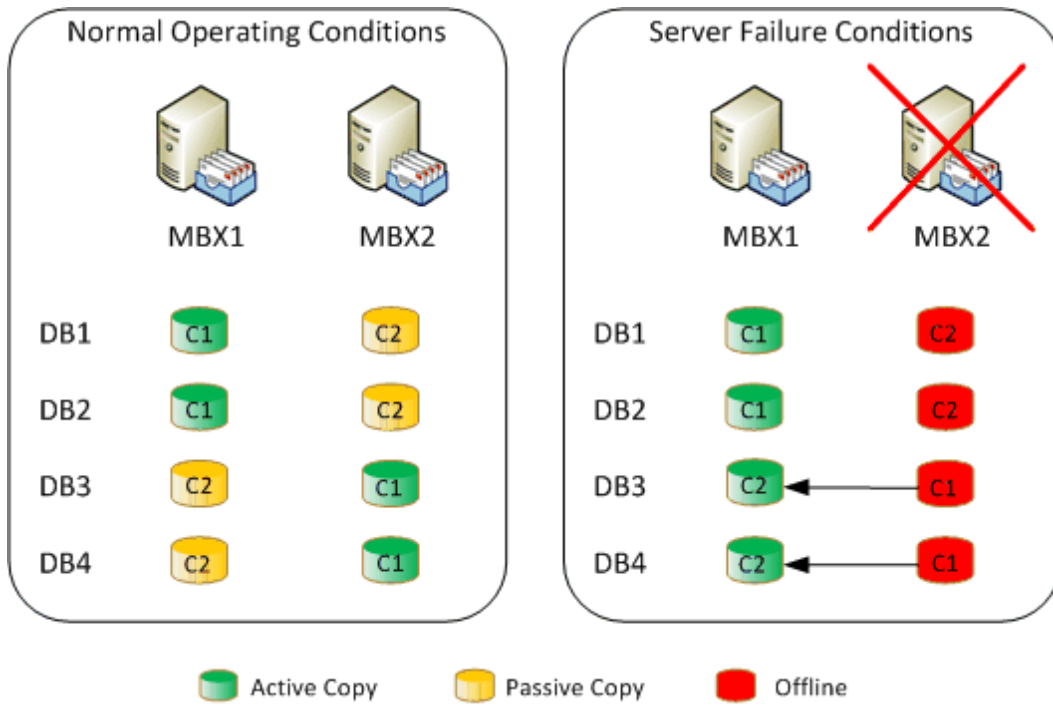 Normal Operating Conditions
Server Failure Conditions
MBX1 MBX2
MBX1 MBX2
DB1 C1 C2
DB1 C1 C2
DB2 C1 C2
DB2 C1 C2
DB3 C2 C1
DB3 C2 C1
DB4 C2 C1
DB4 C2 C1
Active Copy Passive Copy Offline